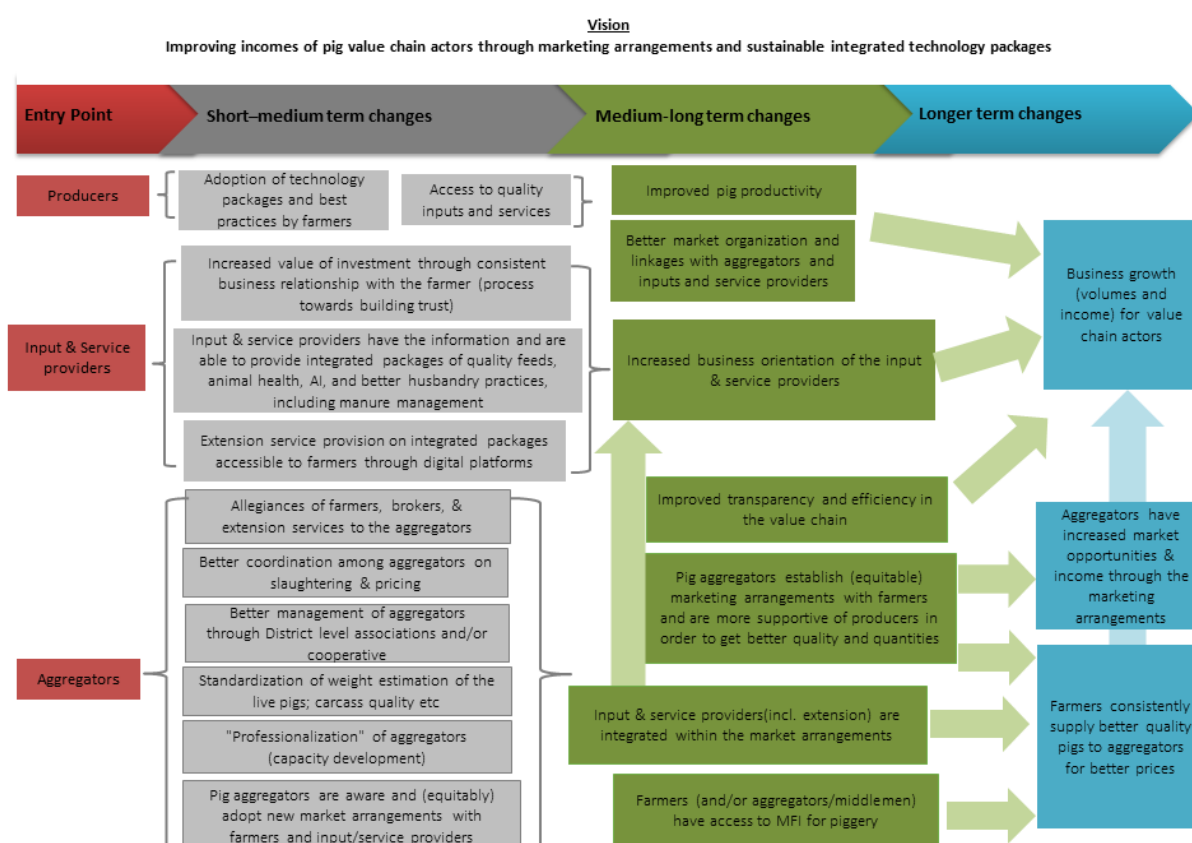 Vision
Improving incomes of pig value chain actors through marketing arrangements and sustainable integrated technology packages
Entry Point
Short–medium term changes
Medium-long term changes
Longer term changes
Producers
Adoption of technology
packages and best
practices by farmers
Access to quality
inputs and services
Improved pig productivity
Better market organization and
linkages with aggregators and
inputs and service providers
Business growth
(volumes and
income) for value
chain actors
Input & Service
providers
Increased value of investment through consistent
business relationship with the farmer (process
towards building trust)
Input & service providers have the information and are
able to provide integrated packages of quality feeds,
animal health, AI, and better husbandry practices,
including manure management
Extension service provision on integrated packages
accessible to farmers through digital platforms
Increased business orientation of the input
& service providers
Aggregators
Allegiances of farmers, brokers, &
extension services to the aggregators
Better coordination among aggregators on
slaughtering & pricing
Better management of aggregators
through District level associations and/or
cooperative
Standardization of weight estimation of the
live pigs; carcass quality etc
"Professionalization" of aggregators
(capacity development)
Pig aggregators are aware and (equitably)
adopt new market arrangements with
farmers and input/service providers
Improved transparency and efficiency in
the value chain
Pig aggregators establish (equitable)
marketing arrangements with farmers
and are more supportive of producers in
order to get better quality and quantities
Input & service providers(incl. extension) are
integrated within the market arrangements
Farmers (and/or aggregators/middlemen)
have access to MFI for piggery
Aggregators have
increased market
opportunities &
income through the
marketing
arrangements
Farmers consistently
supply better quality
pigs to aggregators
for better prices